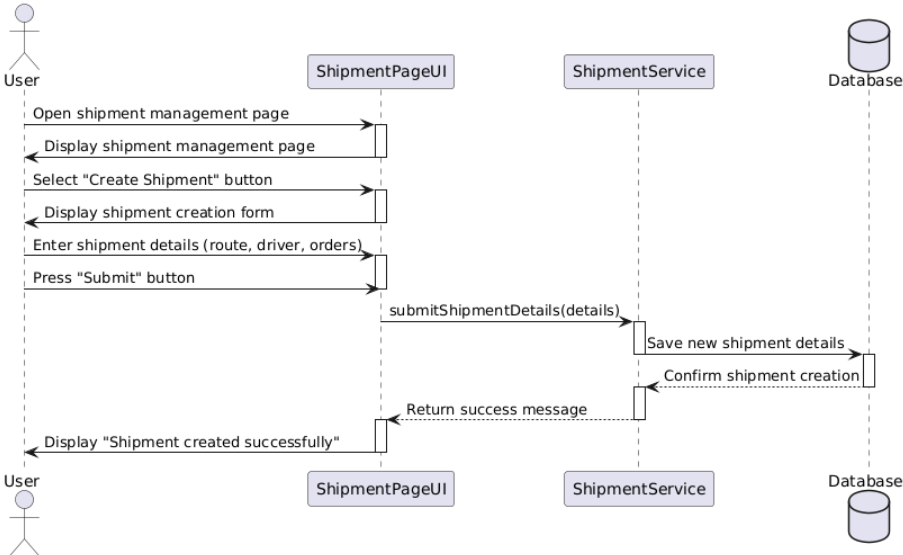 User
ShipmentPageUI
ShipmentService
Database
Open shipment management page
Display shipment management page
Select "Create Shipment" button
Display shipment creation form
Enter shipment details (route, driver, orders)
Press "Submit" button
submitShipmentDetails(details)
Save new shipment details
Confirm shipment creation
Return success message
Display "Shipment created successfully"
User
ShipmentPageUI
ShipmentService
Database